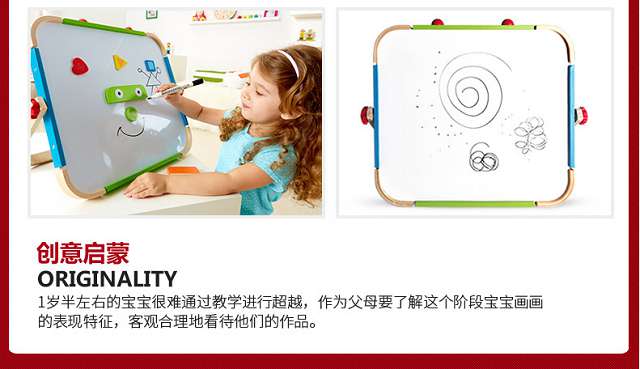 创意启蒙
ORIGINALITY
1岁半左右的宝宝很难通过教学进行超越，作为父母要了解这个阶段宝宝画画
的表现特征，客观合理地看待他们的作品。